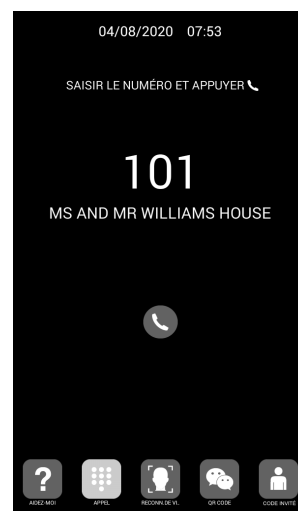 04/08/2020 07:53
SAISIR LE NUMÉRO ET APPUYER
101
MS AND MR WILLIAMS HOUSE
?
AIDEZ-MOI APPEL RECONN.DE VI.. QR CODE CODE INVITÉ